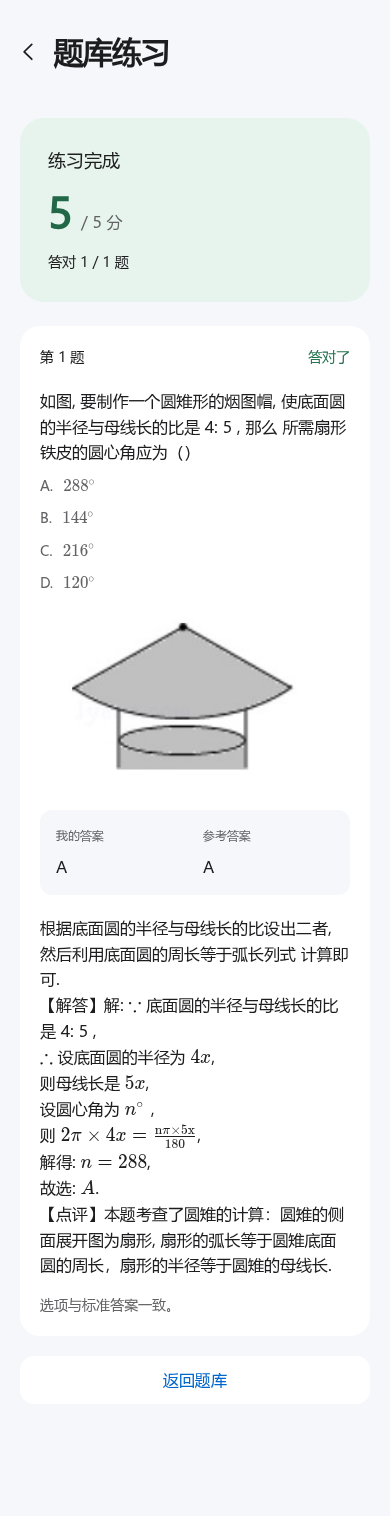 题库练习
练习完成
5 / 5 分
答对 1 / 1 题
第 1 题 答对了
如图, 要制作一个圆雉形的烟图帽, 使底面圆
的半径与母线长的比是 4: 5 , 那么 所需扇形
铁皮的圆心角应为（）
A. 288°
B. 144°
C. 216°
D. 120°
我的答案 参考答案
A A
根据底面圆的半径与母线长的比设出二者,
然后利用底面圆的周长等于弧长列式 计算即
可.
【解答】解: ∵ 底面圆的半径与母线长的比
是 4: 5 ,
∴ 设底面圆的半径为 4x,
则母线长是 5x,
设圆心角为 n° ,
则 2π × 4x = nπ×5x/180,
解得: n = 288,
故选: A.
【点评】本题考查了圆雉的计算：圆雉的侧
面展开图为扇形, 扇形的弧长等于圆雉底面
圆的周长，扇形的半径等于圆雉的母线长.
选项与标准答案一致。
返回题库